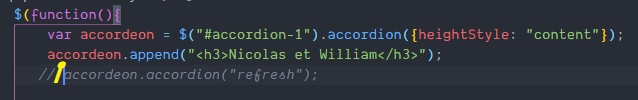 $(function(){
var accordeon = $("#accordion-1").accordion({heightStyle: "content"});
accordeon.append("<h3>Nicolas et William</h3>");
// accordeon.accordion("refresh");